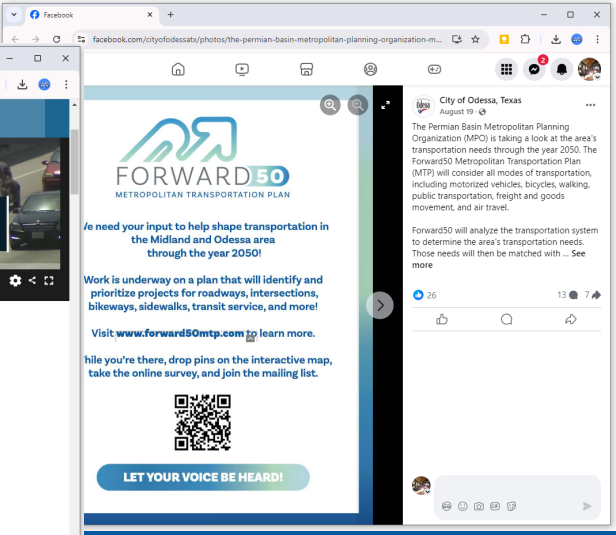 Facebook
facebook.com/cityofodessatx/photos/the-permian-basin-metropolitan-planning-organization-m...
2
FORWARD 50
METROPOLITAN TRANSPORTATION PLAN
e need your input to help shape transportation in
the Midland and Odessa area
through the year 2050!
Work is underway on a plan that will identify and
prioritize projects for roadways, intersections,
bikeways, sidewalks, transit service, and more!
Visit www.forward50mtp.com to learn more.
hile you're there, drop pins on the interactive map,
take the online survey, and join the mailing list.
LET YOUR VOICE BE HEARD!
Odessa
City of Odessa, Texas
August 19 ·
The Permian Basin Metropolitan Planning
Organization (MPO) is taking a look at the area's
transportation needs through the year 2050. The
Forward50 Metropolitan Transportation Plan
(MTP) will consider all modes of transportation,
including motorized vehicles, bicycles, walking,
public transportation, freight and goods
movement, and air travel.
Forward50 will analyze the transportation system
to determine the area's transportation needs.
Those needs will then be matched with ... See
more
26 13 7